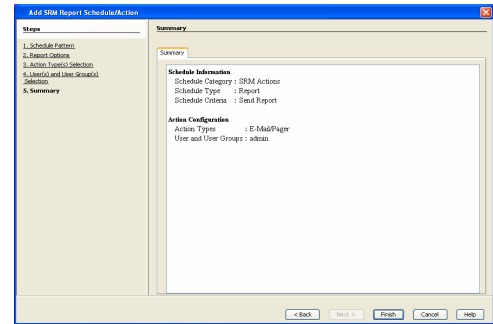 Add SRM Report Schedule/Action
Steps
1. Schedule Pattern
2. Report Options
3. Action Type(s) Selection
4. User(s) and User Group(s)
Selection
5. Summary
Summary
Summary
Schedule Information
Schedule Category : SRM Actions
Schedule Type : Report
Schedule Criteria : Send Report
Action Configuration
Action Types : E-Mail/Pager
User and User Groups : admin
< Back
Next >
Finish
Cancel
Help